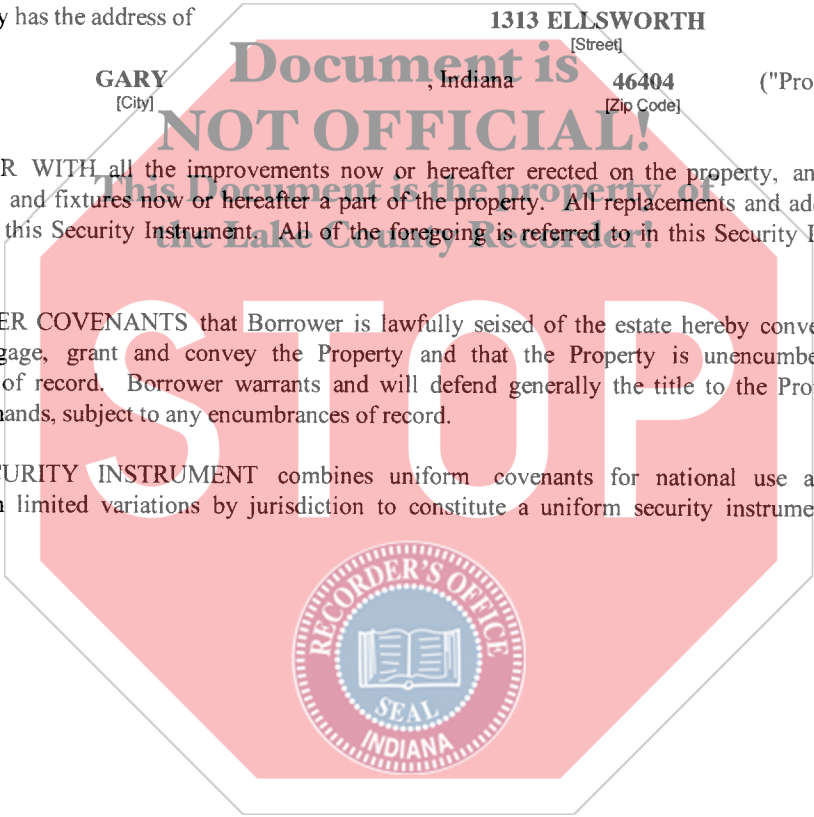 y has the address of 1313 ELLSWORTH
[Street]
Document is
GARY , Indiana 46404 ("Pro
[City] [Zip Code]
NOT OFFICIAL!
R WITH all the improvements now or hereafter erected on the property, an
This Document is the property of
and fixtures now or hereafter a part of the property. All replacements and ad
this Security Instrument. All of the foregoing is referred to in this Security I
the Lake County Recorder!
ER COVENANTS that Borrower is lawfully seised of the estate hereby conve
gage, grant and convey the Property and that the Property is unencumbe
of record. Borrower warrants and will defend generally the title to the Pro
nands, subject to any encumbrances of record.
STOP
CURITY INSTRUMENT combines uniform covenants for national use a
n limited variations by jurisdiction to constitute a uniform security instrume
RECORDER'S OFFICE
SEAL
INDIANA